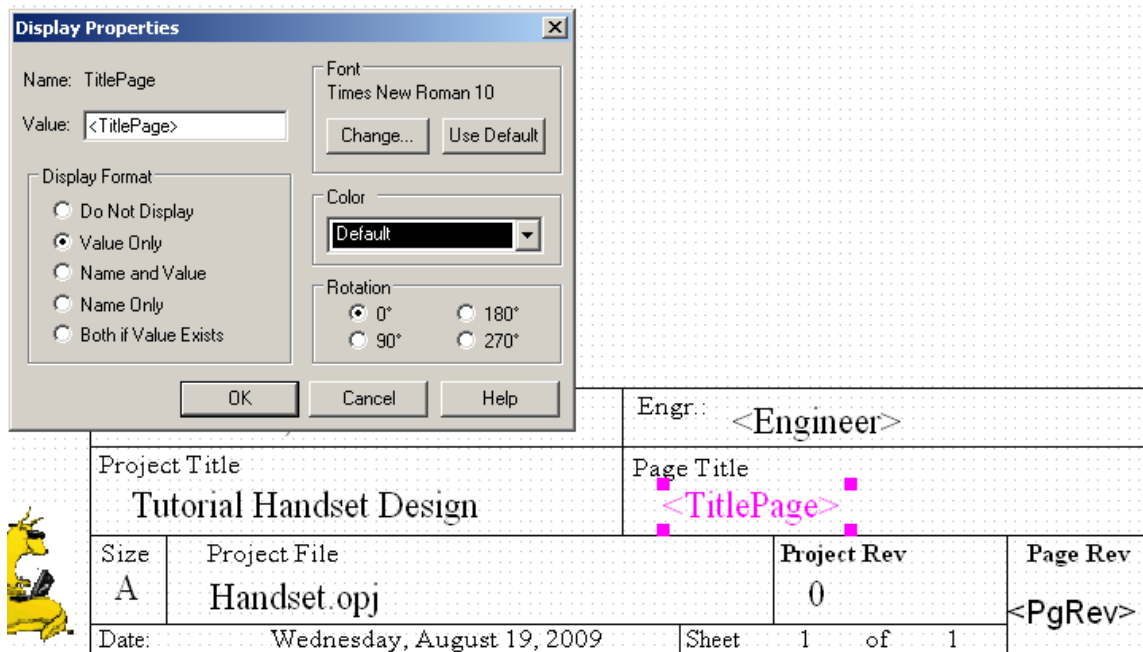 Display Properties
Name: TitlePage
Value: <TitlePage>
Display Format
Do Not Display
Value Only
Name and Value
Name Only
Both if Value Exists
Font
Times New Roman 10
Change... Use Default
Color
Default
Rotation
0° 180°
90° 270°
OK Cancel Help
Engr.: <Engineer>
Project Title
Tutorial Handset Design
Page Title
<TitlePage>
Size
A
Project File
Handset.opj
Project Rev
0
Page Rev
<PgRev>
Date: Wednesday, August 19, 2009 Sheet 1 of 1